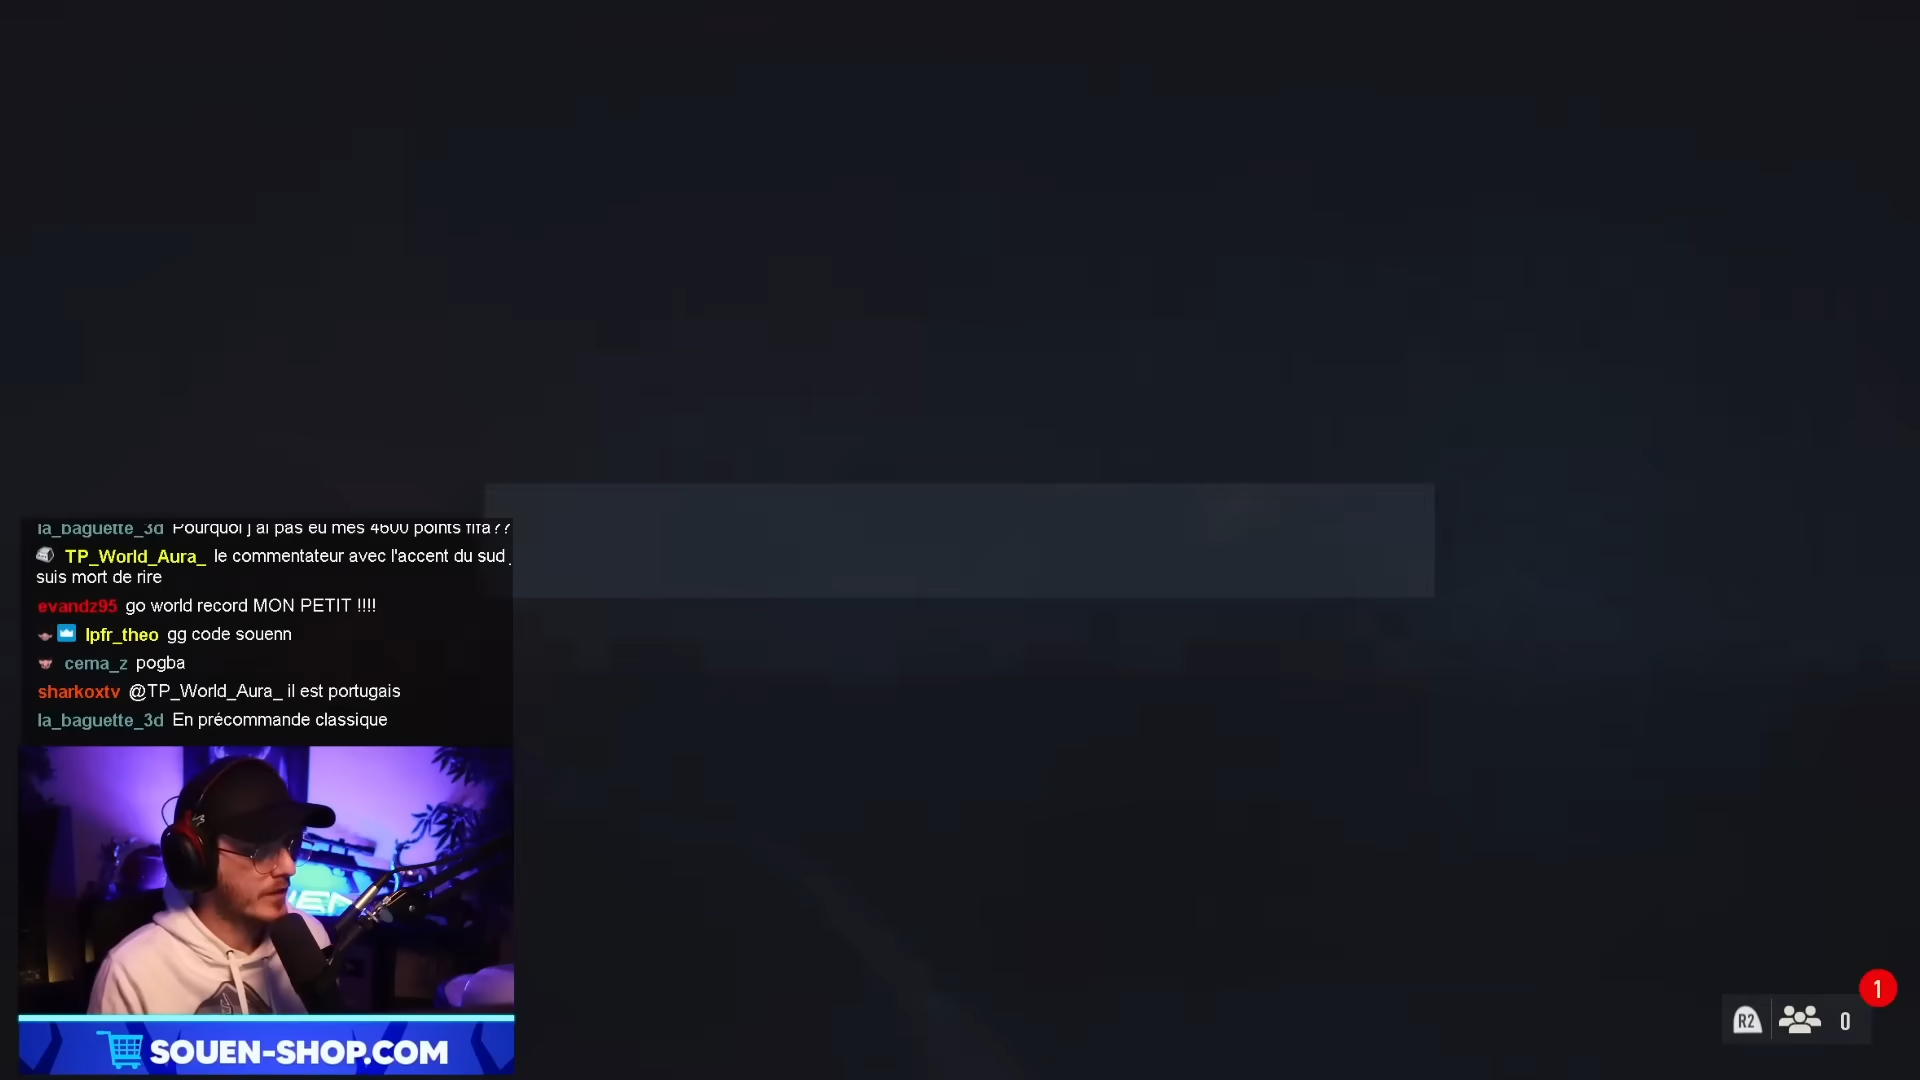 la_baguette_3d Pourquoi j'ai pas eu mes 4600 points fifa??
TP_World_Aura_ le commentateur avec l'accent du sud
suis mort de rire
evandz95 go world record MON PETIT !!!!
lpfr_theo gg code souenn
cema_z pogba
sharkoxtv @TP_World_Aura_ il est portugais
la_baguette_3d En précommande classique
SOUEN-SHOP.COM
1
R2 0